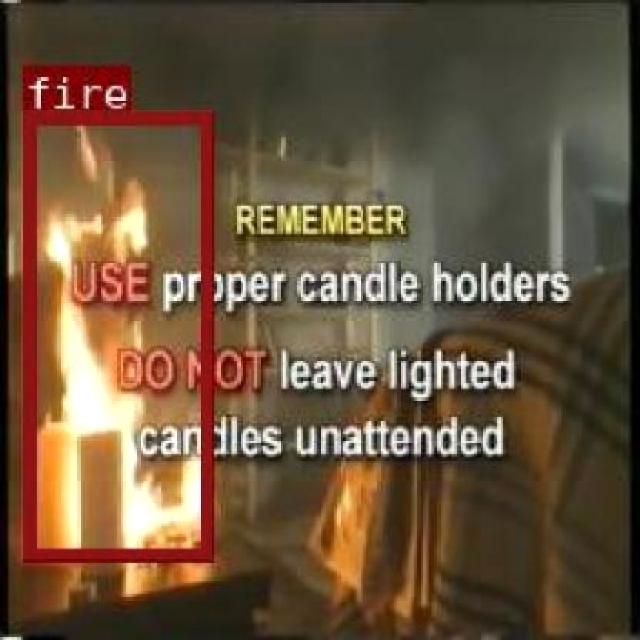 fire
REMEMBER
USE proper candle holders
DO NOT leave lighted
candles unattended